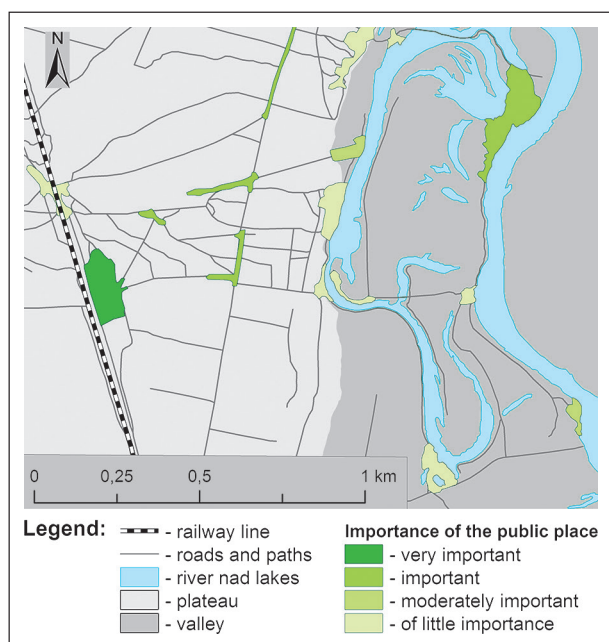 N
0 0,25 0,5 1 km
Legend:
- railway line
- roads and paths
- river nad lakes
- plateau
- valley
Importance of the public place
- very important
- important
- moderately important
- of little importance